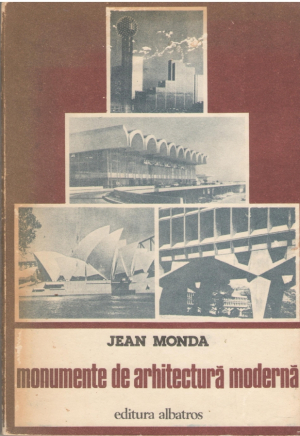 JEAN MONDA
monumente de arhitectură modernă
editura albatros